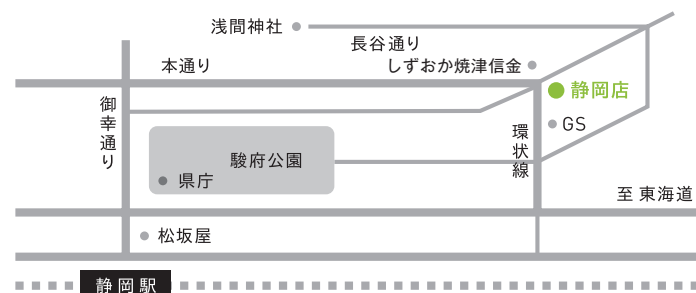 浅間神社
長谷通り
本通り
しずおか焼津信金
静岡店
御幸通り
GS
環状線
駿府公園
県庁
至 東海道
松坂屋
静岡駅